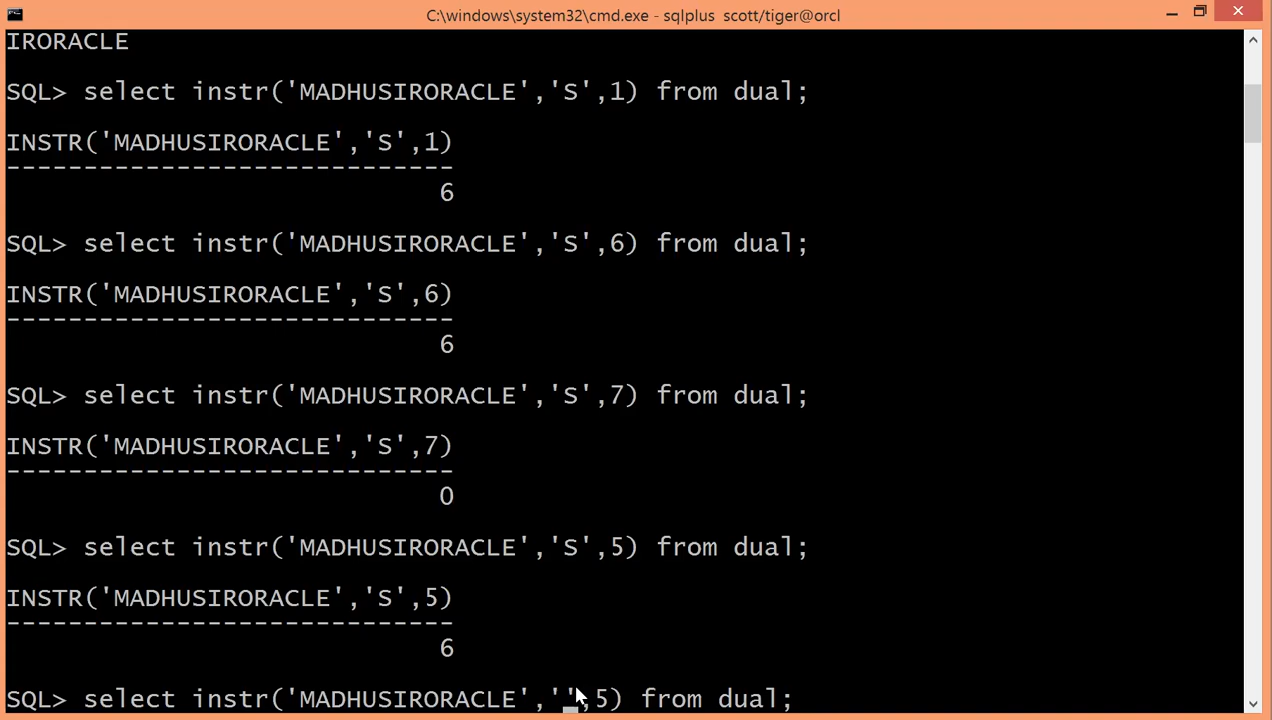 C:\windows\system32\cmd.exe - sqlplus  scott/tiger@orcl
IRORACLE
SQL> select instr('MADHUSIRORACLE','S',1) from dual;
INSTR('MADHUSIRORACLE','S',1)
-----------------------------
6
SQL> select instr('MADHUSIRORACLE','S',6) from dual;
INSTR('MADHUSIRORACLE','S',6)
-----------------------------
6
SQL> select instr('MADHUSIRORACLE','S',7) from dual;
INSTR('MADHUSIRORACLE','S',7)
-----------------------------
0
SQL> select instr('MADHUSIRORACLE','S',5) from dual;
INSTR('MADHUSIRORACLE','S',5)
-----------------------------
6
SQL> select instr('MADHUSIRORACLE','',5) from dual;